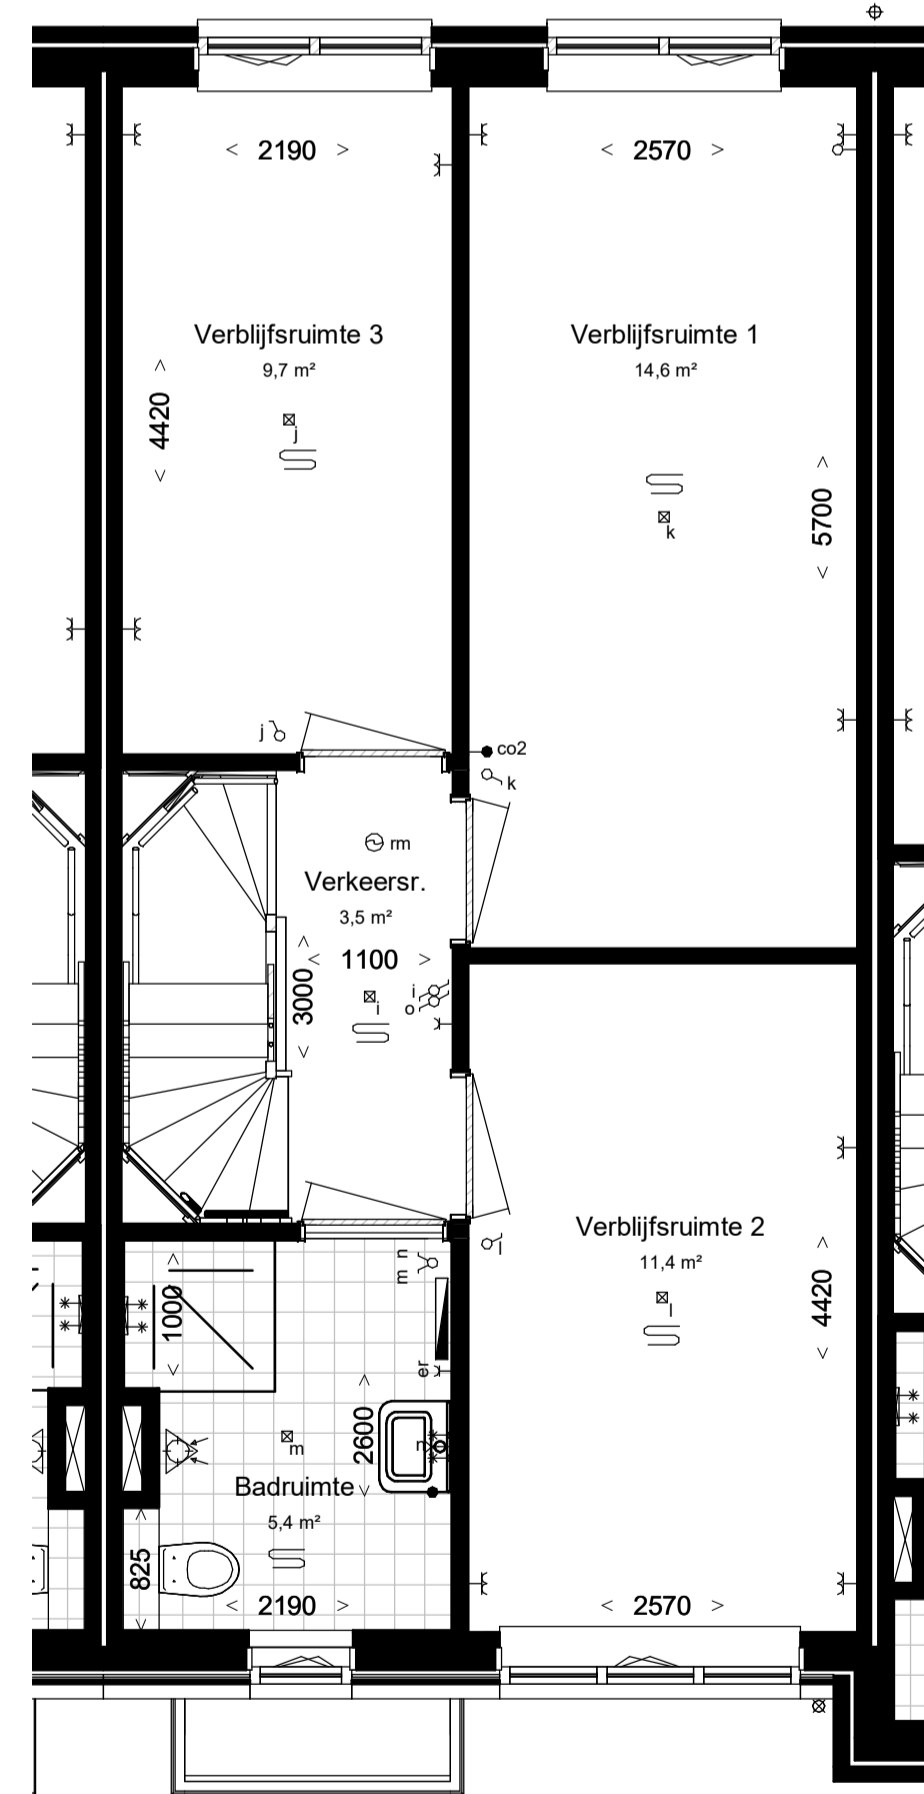 < 2190 >
< 2570 >
Verblijfsruimte 3
9,7 m²
Verblijfsruimte 1
14,6 m²
< 4420 >
j
k
< 5700 >
j
co2
k
rm
Verkeersr.
3,5 m²
< 1100 >
< 3000 >
i
o
i
Verblijfsruimte 2
11,4 m²
l
l
< 4420 >
m n
< 1000 >
er
< 2600 >
n
m
Badruimte
5,4 m²
< 825 >
< 2190 >
< 2570 >